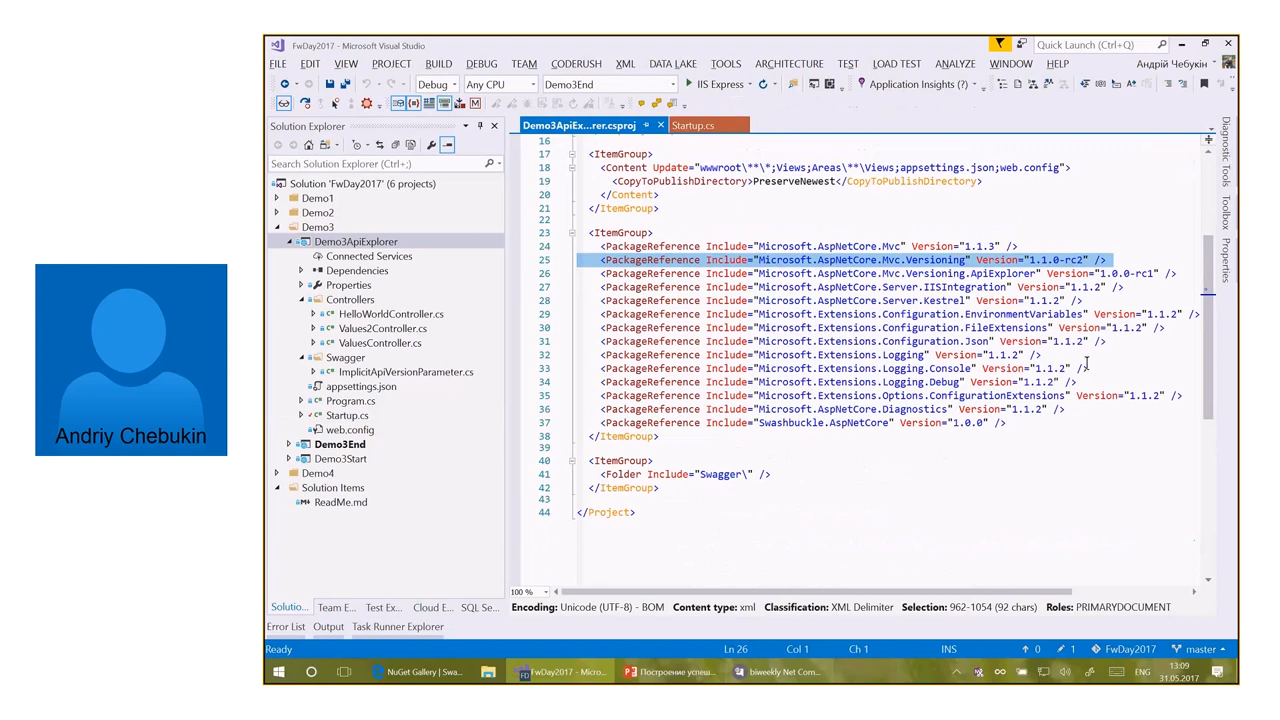 FwDay2017 - Microsoft Visual Studio
Quick Launch (Ctrl+Q)
FILE EDIT VIEW PROJECT BUILD DEBUG TEAM TOOLS CODERUSH XML DATA LAKE TOOLS ARCHITECTURE TEST LOAD TEST ANALYZE WINDOW HELP Андрій Чебукін
Debug Any CPU Demo3End IIS Express Application Insights (?)
Solution Explorer
Search Solution Explorer (Ctrl+;)
Solution 'FwDay2017' (6 projects)
Demo1
Demo2
Demo3
Demo3ApiExplorer
Connected Services
Dependencies
Properties
Controllers
HelloWorldController.cs
Values2Controller.cs
ValuesController.cs
Swagger
ImplicitApiVersionParameter.cs
appsettings.json
Program.cs
Startup.cs
web.config
Demo3End
Demo3Start
Demo4
Solution Items
ReadMe.md
Solutio... Team E... Test Ex... Cloud E... SQL Se...
Demo3ApiEx...rer.csproj Startup.cs
16
17 <ItemGroup>
18 <Content Update="wwwroot\**\*;Views;Areas\**\Views;appsettings.json;web.config">
19 <CopyToPublishDirectory>PreserveNewest</CopyToPublishDirectory>
20 </Content>
21 </ItemGroup>
22
23 <ItemGroup>
24 <PackageReference Include="Microsoft.AspNetCore.Mvc" Version="1.1.3" />
25 <PackageReference Include="Microsoft.AspNetCore.Mvc.Versioning" Version="1.1.0-rc2" />
26 <PackageReference Include="Microsoft.AspNetCore.Mvc.Versioning.ApiExplorer" Version="1.0.0-rc1" />
27 <PackageReference Include="Microsoft.AspNetCore.Server.IISIntegration" Version="1.1.2" />
28 <PackageReference Include="Microsoft.AspNetCore.Server.Kestrel" Version="1.1.2" />
29 <PackageReference Include="Microsoft.Extensions.Configuration.EnvironmentVariables" Version="1.1.2" />
30 <PackageReference Include="Microsoft.Extensions.Configuration.FileExtensions" Version="1.1.2" />
31 <PackageReference Include="Microsoft.Extensions.Configuration.Json" Version="1.1.2" />
32 <PackageReference Include="Microsoft.Extensions.Logging" Version="1.1.2" />
33 <PackageReference Include="Microsoft.Extensions.Logging.Console" Version="1.1.2" />
34 <PackageReference Include="Microsoft.Extensions.Logging.Debug" Version="1.1.2" />
35 <PackageReference Include="Microsoft.Extensions.Options.ConfigurationExtensions" Version="1.1.2" />
36 <PackageReference Include="Microsoft.AspNetCore.Diagnostics" Version="1.1.2" />
37 <PackageReference Include="Swashbuckle.AspNetCore" Version="1.0.0" />
38 </ItemGroup>
39
40 <ItemGroup>
41 <Folder Include="Swagger\" />
42 </ItemGroup>
43
44 </Project>
100 %
Encoding: Unicode (UTF-8) - BOM Content type: xml Classification: XML Delimiter Selection: 962-1054 (92 chars) Roles: PRIMARYDOCUMENT
Diagnostic Tools
Toolbox
Properties
Error List Output Task Runner Explorer
Ready Ln 26 Col 1 Ch 1 INS 0 1 FwDay2017 master
NuGet Gallery | Swa... FwDay2017 - Micro... Построение успеш... biweekly Net Com... ENG 13:09
31.05.2017
Andriy Chebukin